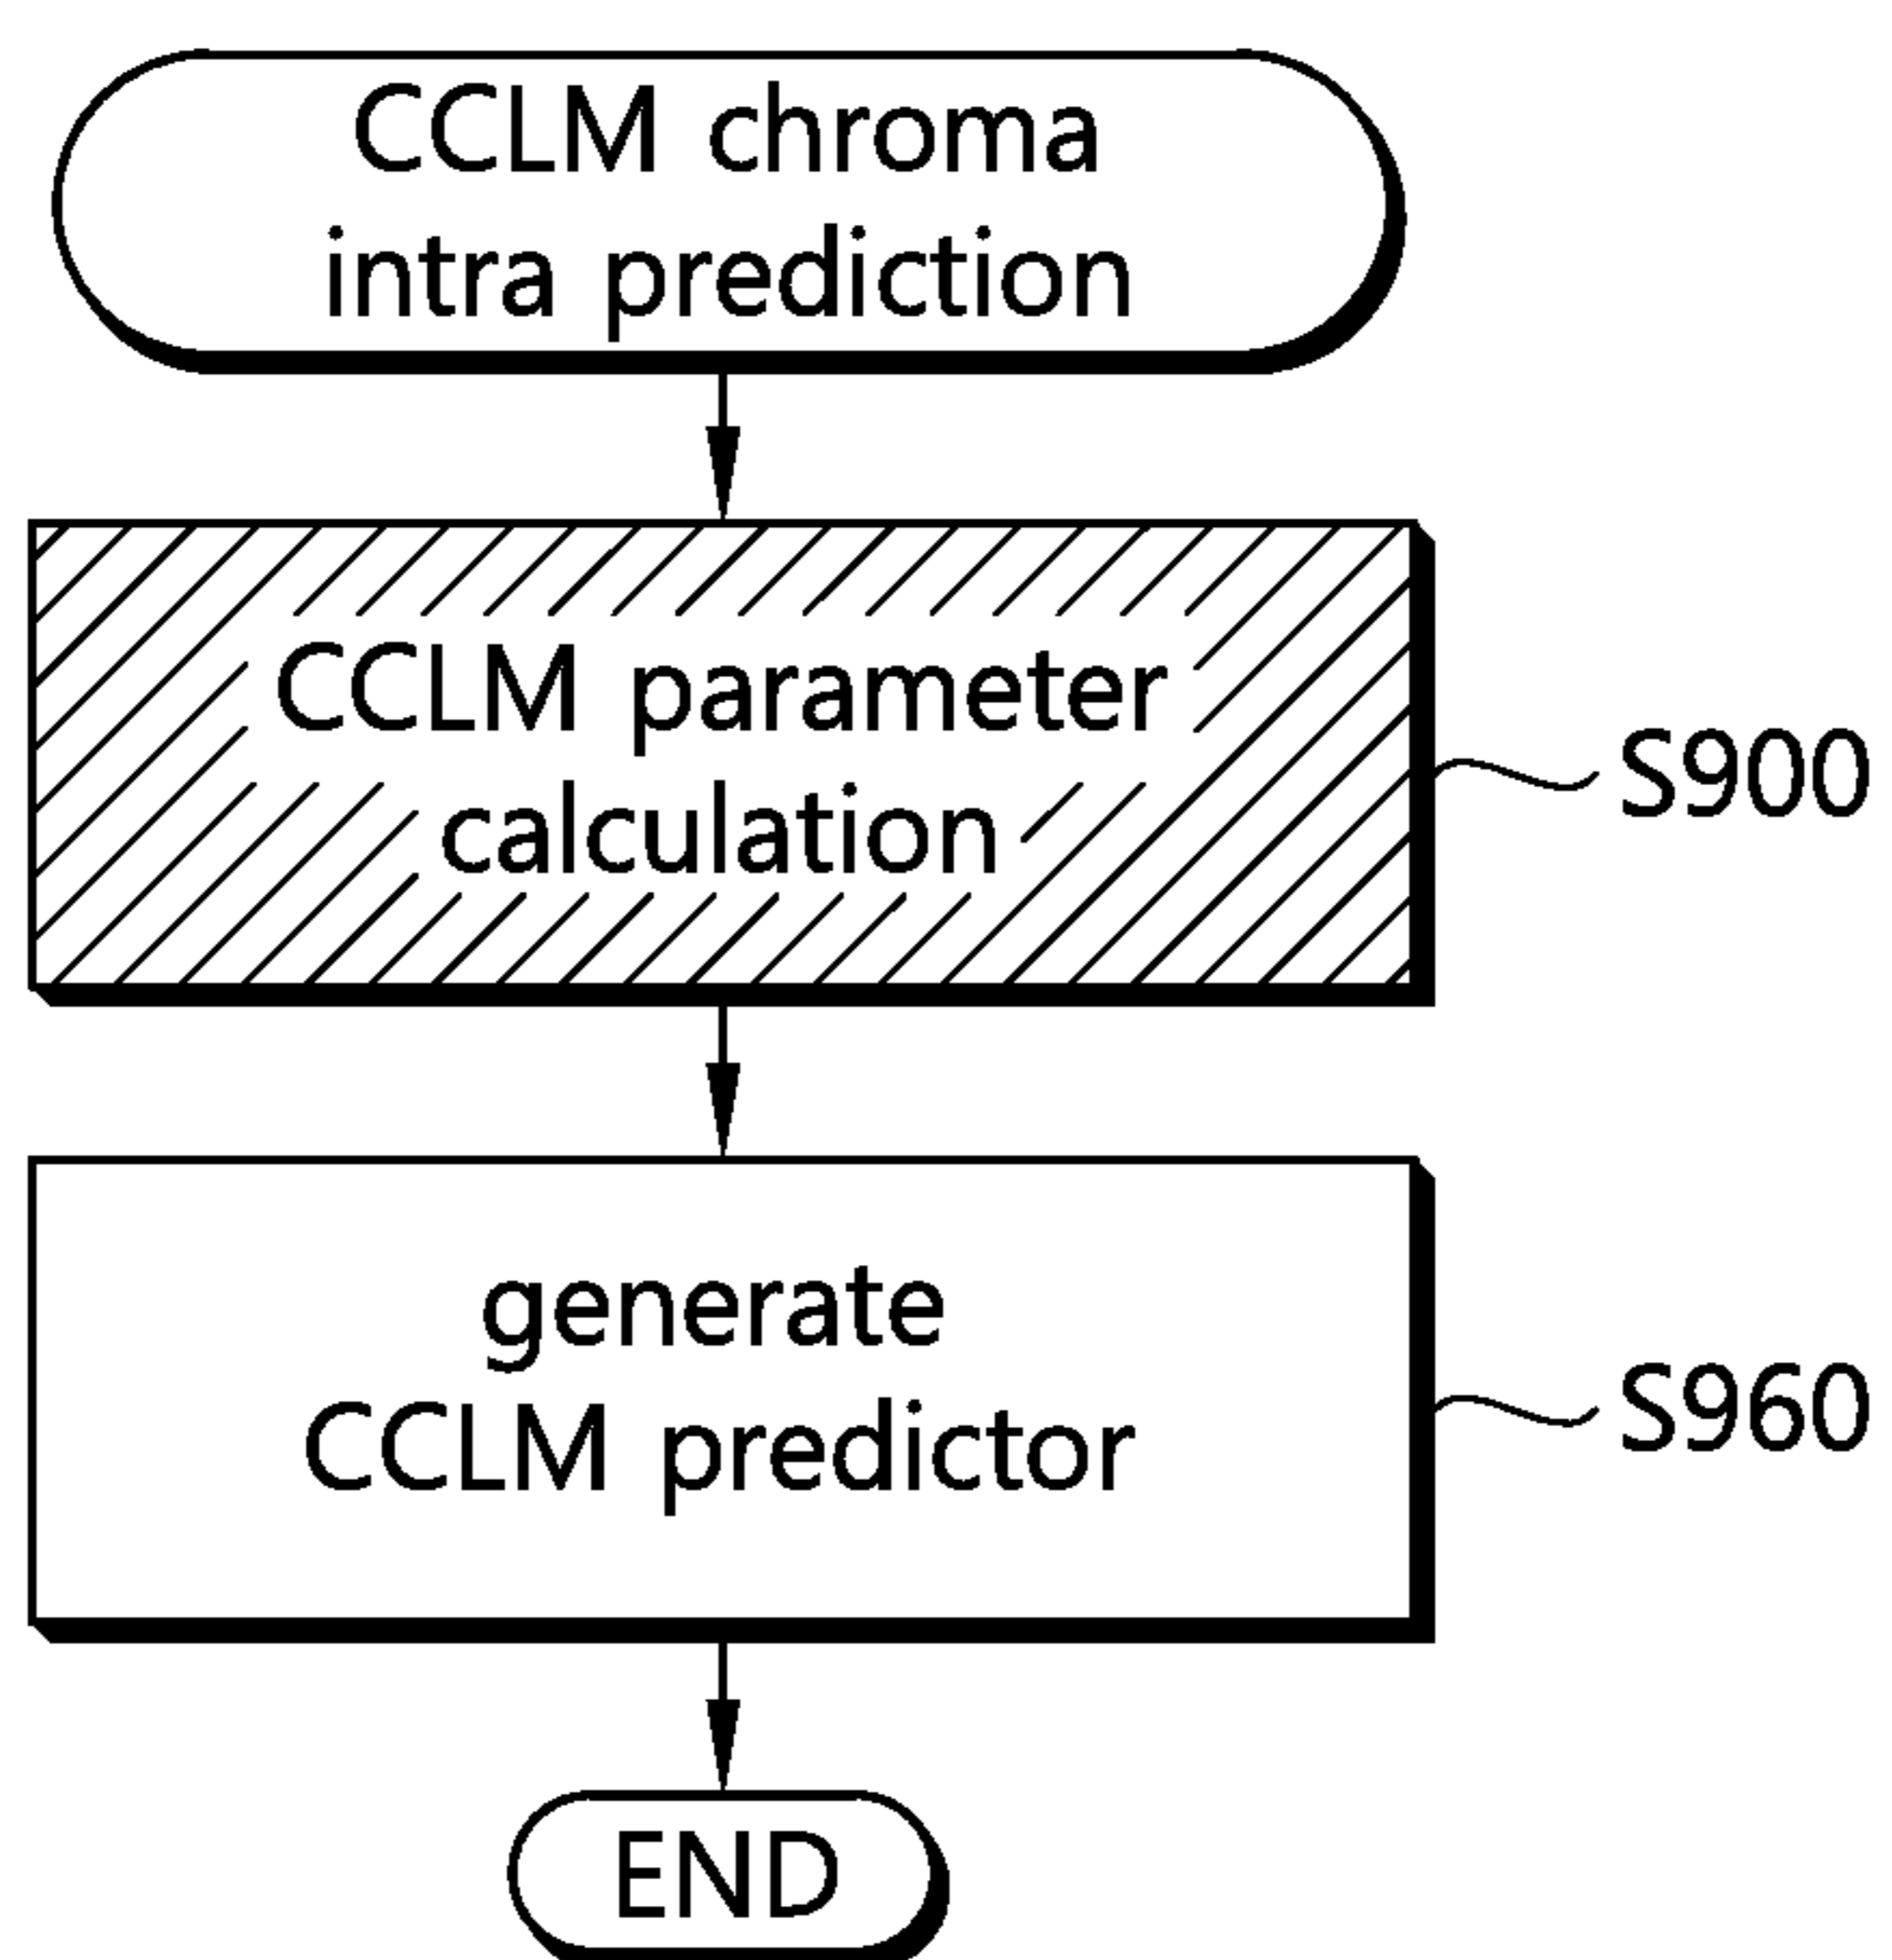 CCLM chroma
intra prediction
CCLM parameter
calculation
S900
generate
CCLM predictor
S960
END